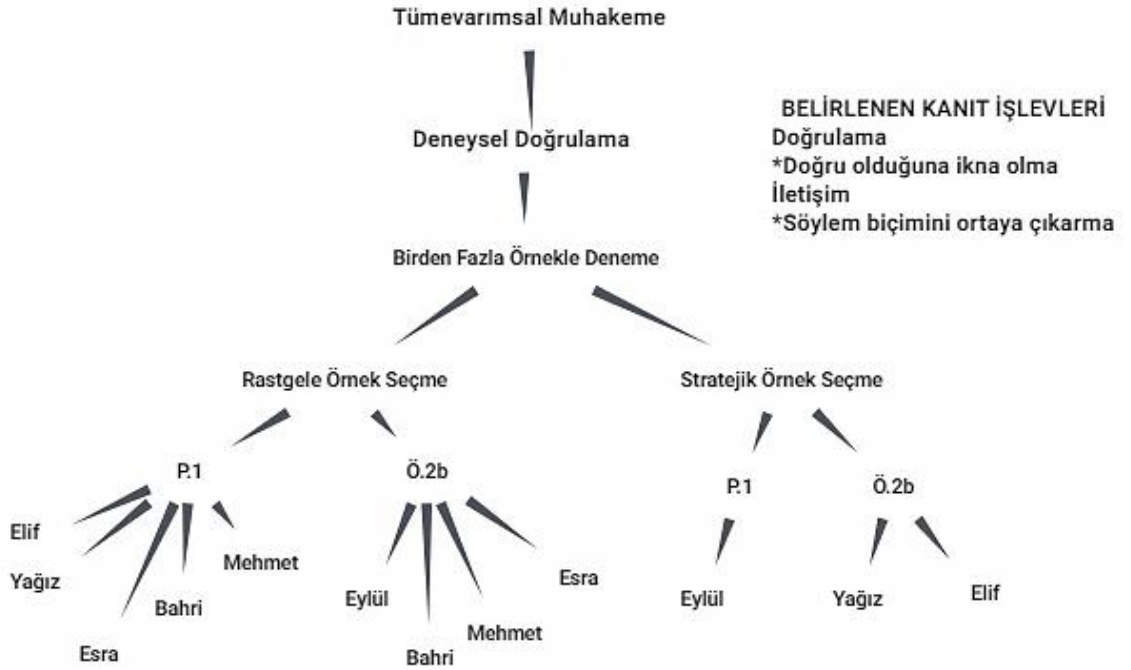 Tümevarımsal Muhakeme
BELİRLENEN KANIT İŞLEVLERİ
Doğrulama
*Doğru olduğuna ikna olma
İletişim
*Söylem biçimini ortaya çıkarma
Deneysel Doğrulama
Birden Fazla Örnekle Deneme
Rastgele Örnek Seçme
Stratejik Örnek Seçme
P.1
Ö.2b
P.1
Ö.2b
Elif
Yağız
Esra
Bahri
Mehmet
Eylül
Bahri
Mehmet
Esra
Eylül
Yağız
Elif